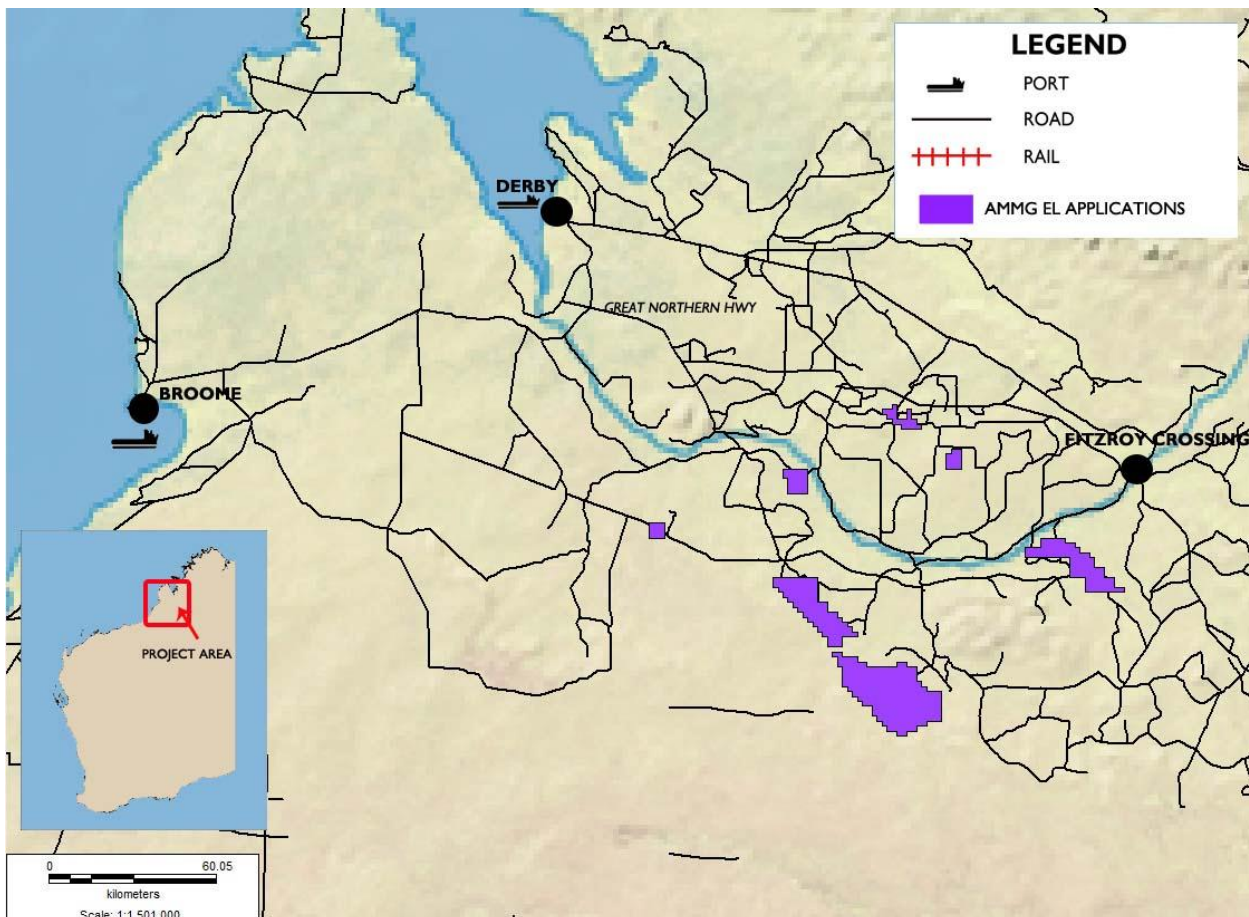 LEGEND
PORT
ROAD
RAIL
AMMG EL APPLICATIONS
DERBY
GREAT NORTHERN HWY
BROOME
FITZROY CROSSING
PROJECT AREA
0 60.05
kilometers
Scale: 1:1,501,000